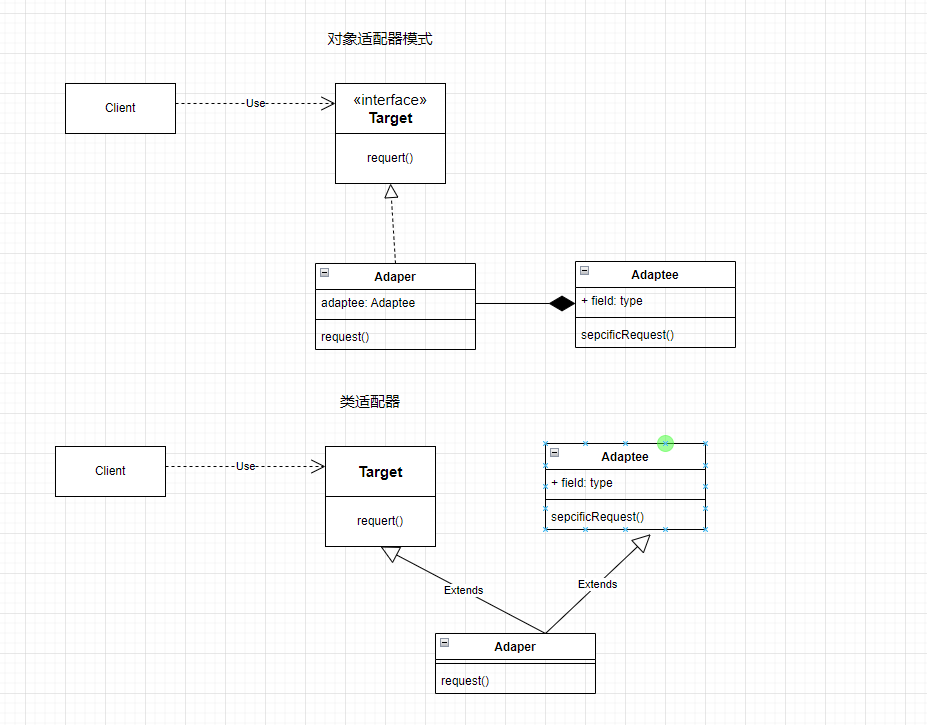 对象适配器模式
Client
Use
«interface»
Target
requert()
Adaper
adaptee: Adaptee
request()
Adaptee
+ field: type
sepcificRequest()
类适配器
Client
Use
Target
requert()
Adaptee
+ field: type
sepcificRequest()
Extends
Extends
Adaper
request()